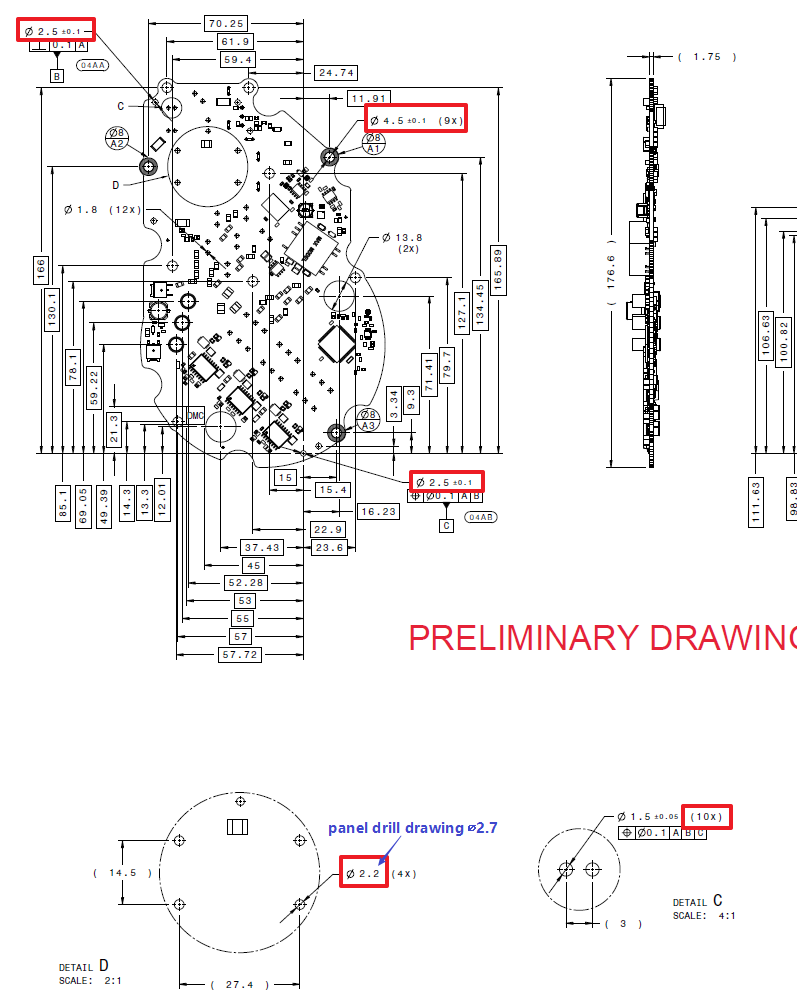 70.25
⌀ 2.5 ±0.1
61.9
⊥ 0.1 A
59.4
04AA
B
24.74
( 1.75 )
11.91
C
⌀ 4.5 ±0.1 (9X)
⌀8
A2
⌀8
A1
D
⌀ 1.8 (12X)
⌀ 13.8
(2X)
166
130.1
78.1
59.22
21.3
165.89
134.45
127.1
79.7
71.41
9.3
3.34
( 176.6 )
106.63
100.82
111.63
98.83
DMC
⌀8
A3
85.1
69.05
49.39
14.3
13.3
12.01
15
15.4
⌀ 2.5 ±0.1
⌖ ⌀0.1 A B
C
04AB
16.23
22.9
37.43
23.6
45
52.28
53
55
57
57.72
PRELIMINARY DRAWING
panel drill drawing ⌀2.7
( 14.5 )
⌀ 2.2 (4X)
( 27.4 )
DETAIL D
SCALE: 2:1
⌀ 1.5 ±0.05 (10X)
⌖ ⌀0.1 A B C
( 3 )
DETAIL C
SCALE: 4:1